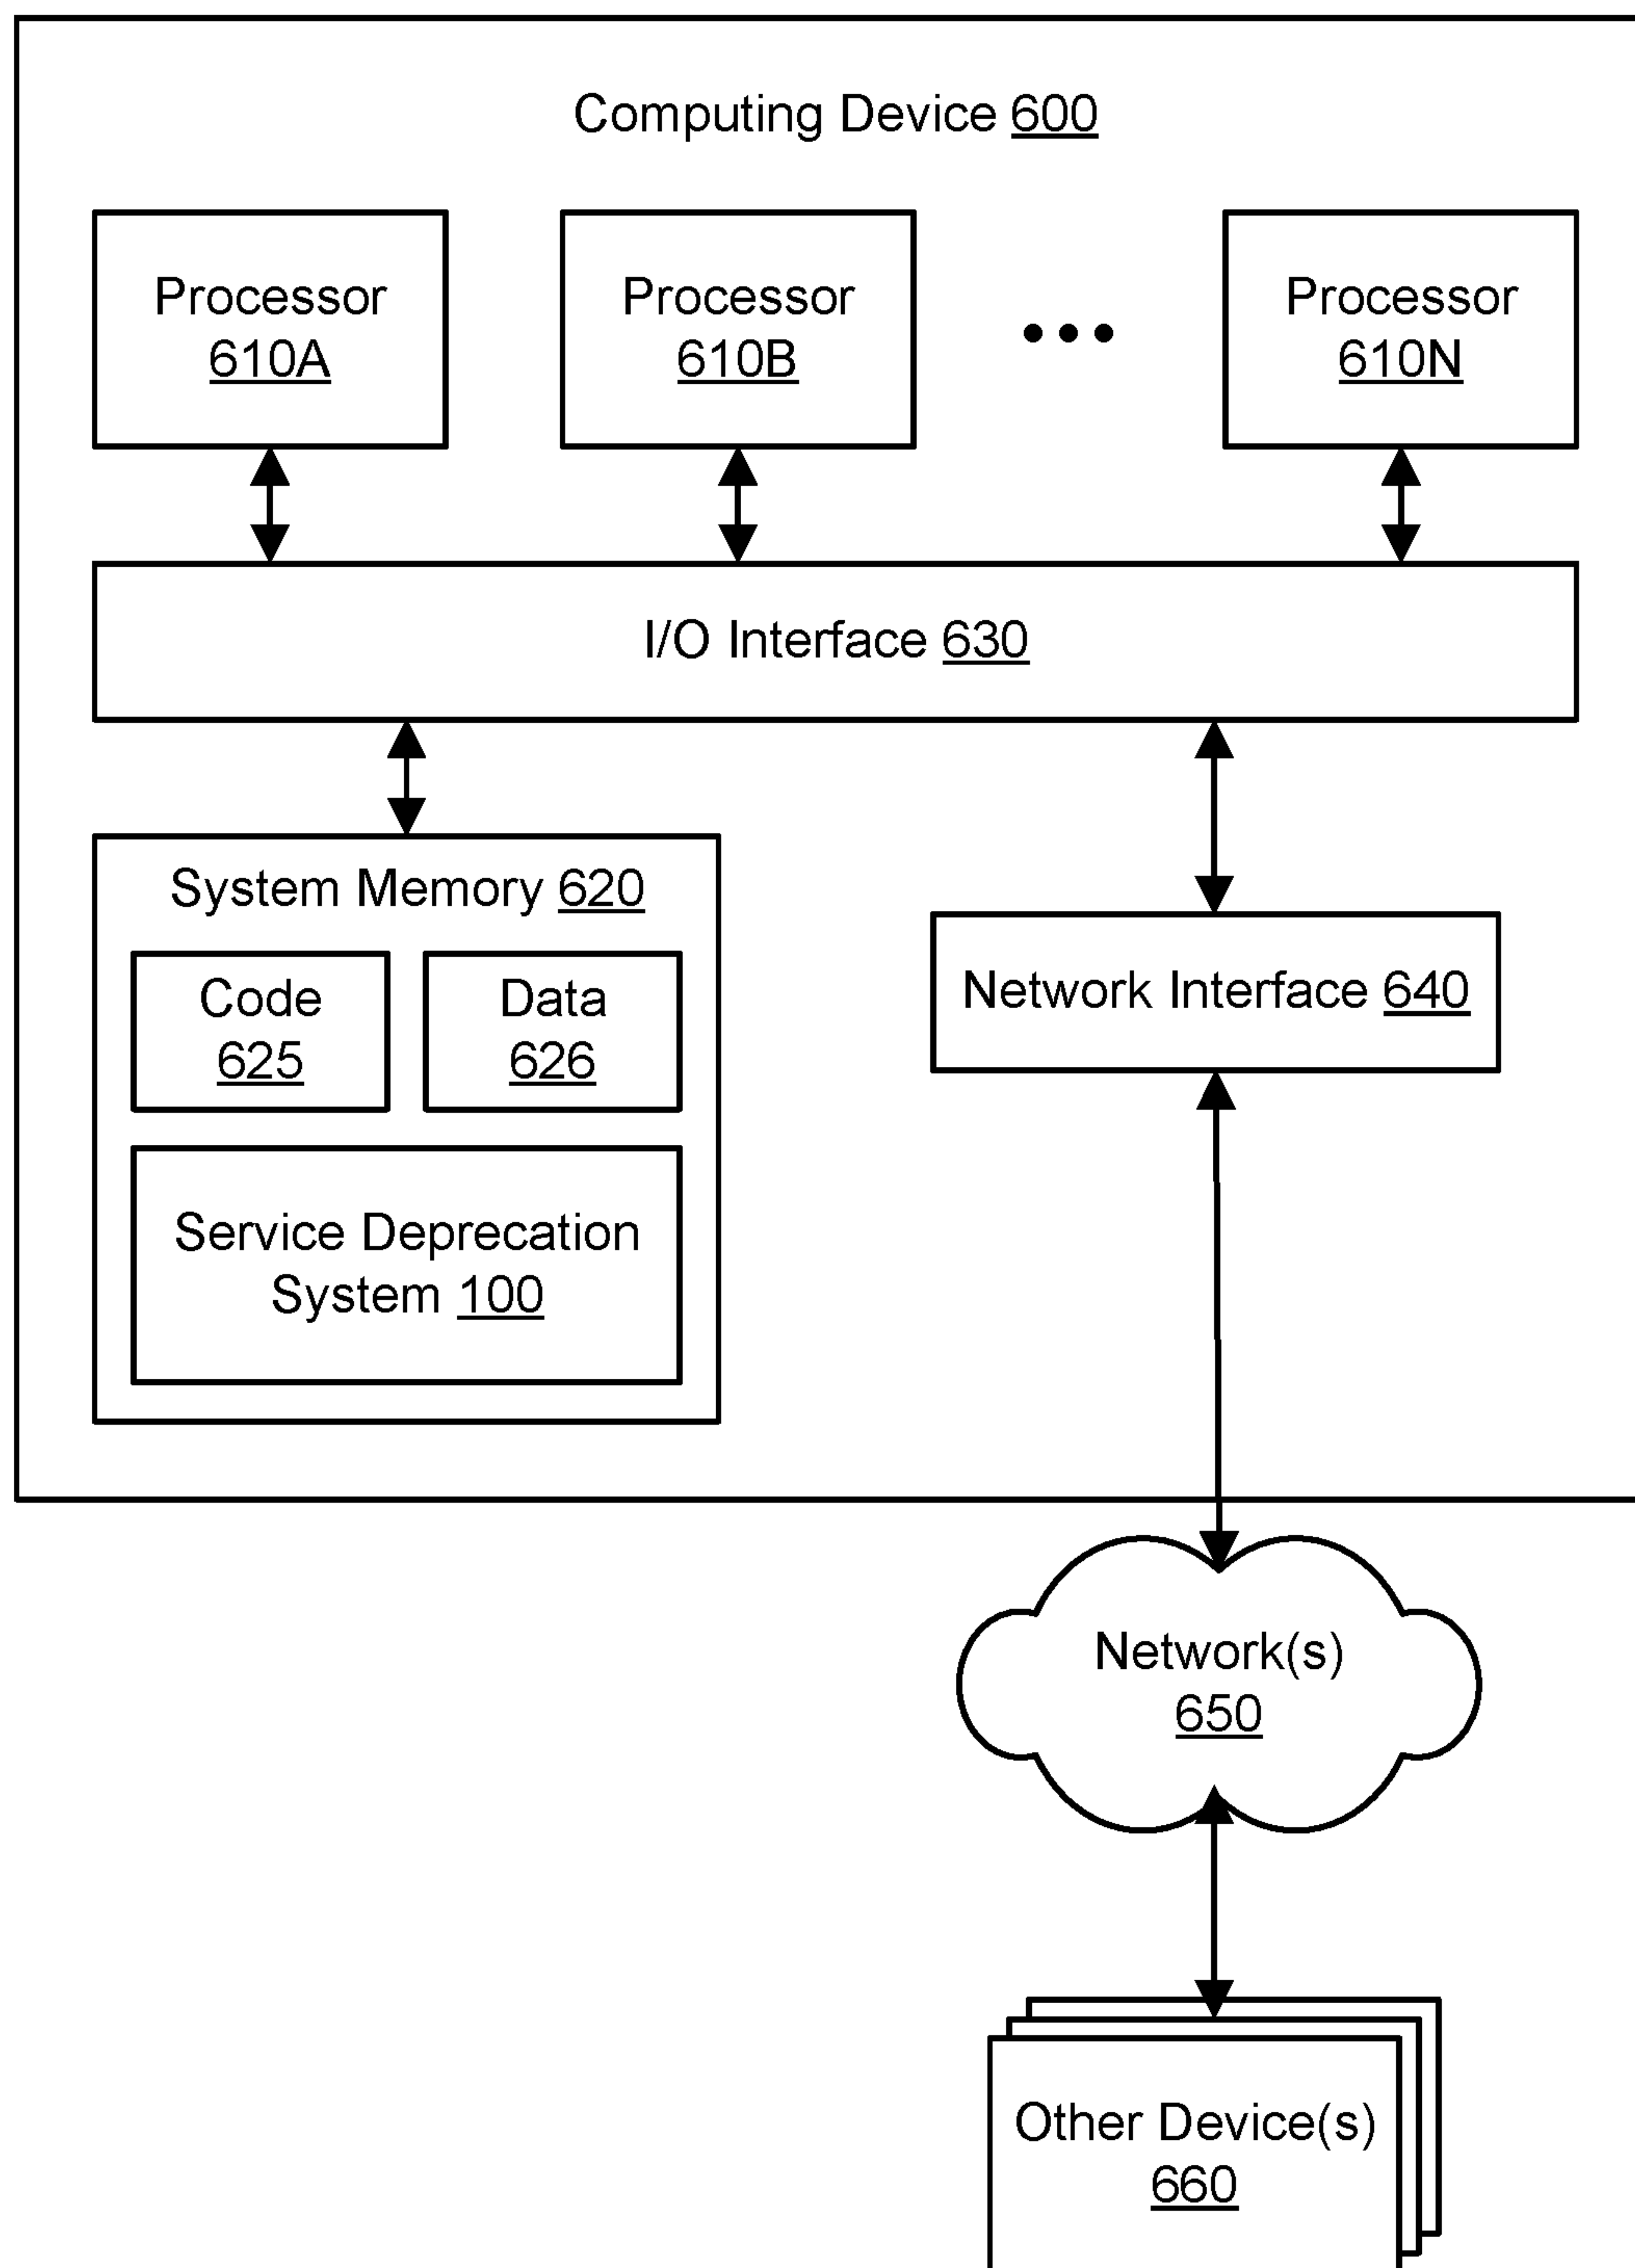 Computing Device 600
Processor
610A
Processor
610B
Processor
610N
I/O Interface 630
System Memory 620
Code
625
Data
626
Service Deprecation
System 100
Network Interface 640
Network(s)
650
Other Device(s)
660